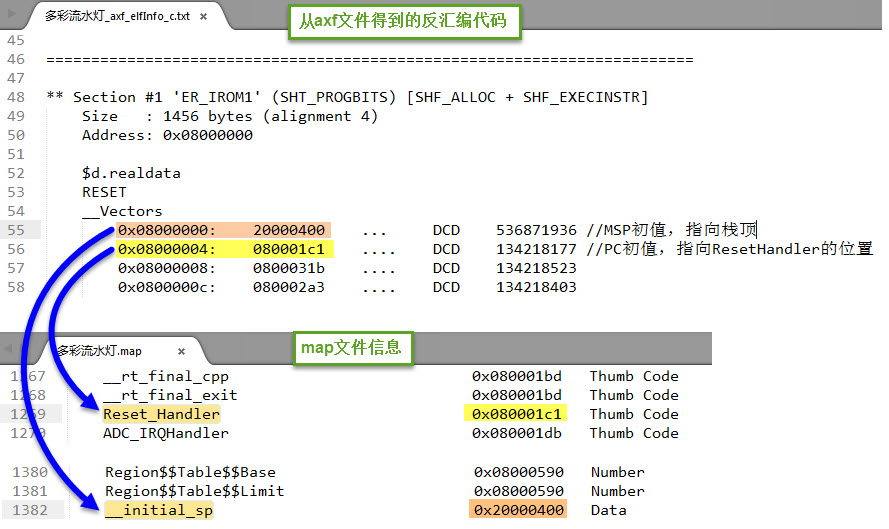 多彩流水灯_axf_elfInfo_c.txt ×
从axf文件得到的反汇编代码
45
46 ========================================================================
47
48 ** Section #1 'ER_IROM1' (SHT_PROGBITS) [SHF_ALLOC + SHF_EXECINSTR]
49 Size : 1456 bytes (alignment 4)
50 Address: 0x08000000
51
52 $d.realdata
53 RESET
54 __Vectors
55 0x08000000: 20000400 ... DCD 536871936 //MSP初值，指向栈顶
56 0x08000004: 080001c1 .... DCD 134218177 //PC初值，指向ResetHandler的位置
57 0x08000008: 0800031b .... DCD 134218523
58 0x0800000c: 080002a3 .... DCD 134218403
多彩流水灯.map ×
map文件信息
1267 __rt_final_cpp 0x080001bd Thumb Code
1268 __rt_final_exit 0x080001bd Thumb Code
1269 Reset_Handler 0x080001c1 Thumb Code
1270 ADC_IRQHandler 0x080001db Thumb Code
1380 Region$$Table$$Base 0x08000590 Number
1381 Region$$Table$$Limit 0x08000590 Number
1382 __initial_sp 0x20000400 Data